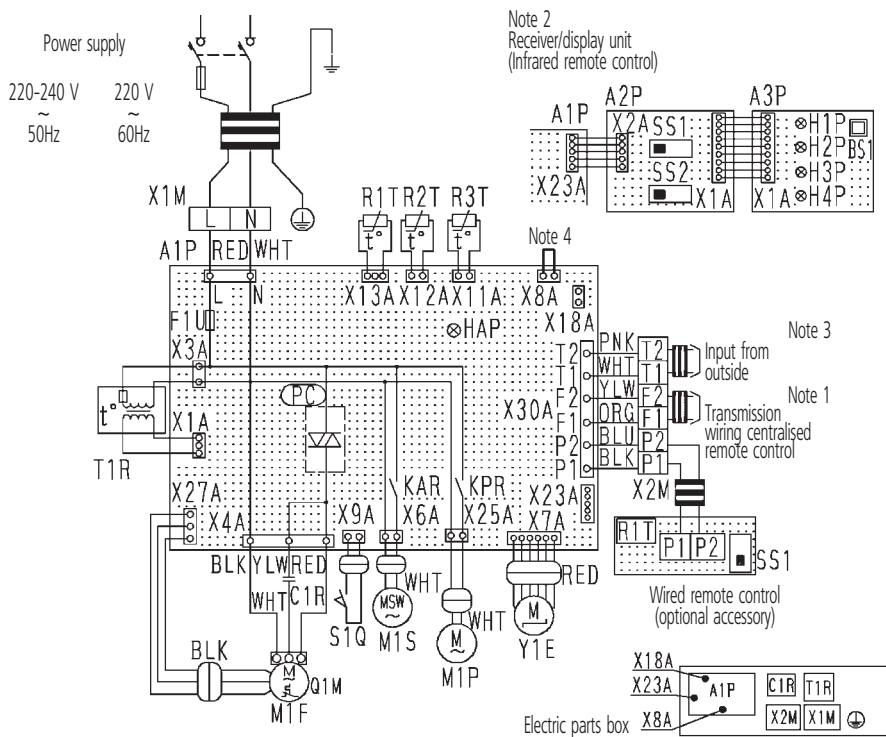 Power supply
220-240 V 220 V
~ ~
50Hz 60Hz
Note 2
Receiver/display unit
(Infrared remote control)
A1P A2P A3P
X2A SS1 H1P
H2P BS1
SS2 H3P
X23A X1A X1A H4P
X1M L N
R1T R2T R3T
t° t° t°
Note 4
A1P RED WHT
L N X13A X12A X11A X8A
F1U HAP X18A
X3A
PNK T2 Note 3
T2 WHT T1 Input from
T1 YLW F2 outside
PC F2 ORG F1 Note 1
X30A F1 BLU P2 Transmission
t° X1A P2 BLK P1 wiring centralised
T1R P1 X2M remote control
X27A KAR KPR X23A
X4A X9A X6A X25A X7A
R1T P1 P2 SS1
BLK YLW RED RED
WHT C1R WHT WHT
MSW ~ M ~ M
S1Q M1S M1P Y1E
Wired remote control
(optional accessory)
BLK M ~ Q1M
M1F
X18A
X23A A1P C1R T1R
Electric parts box X8A X2M X1M